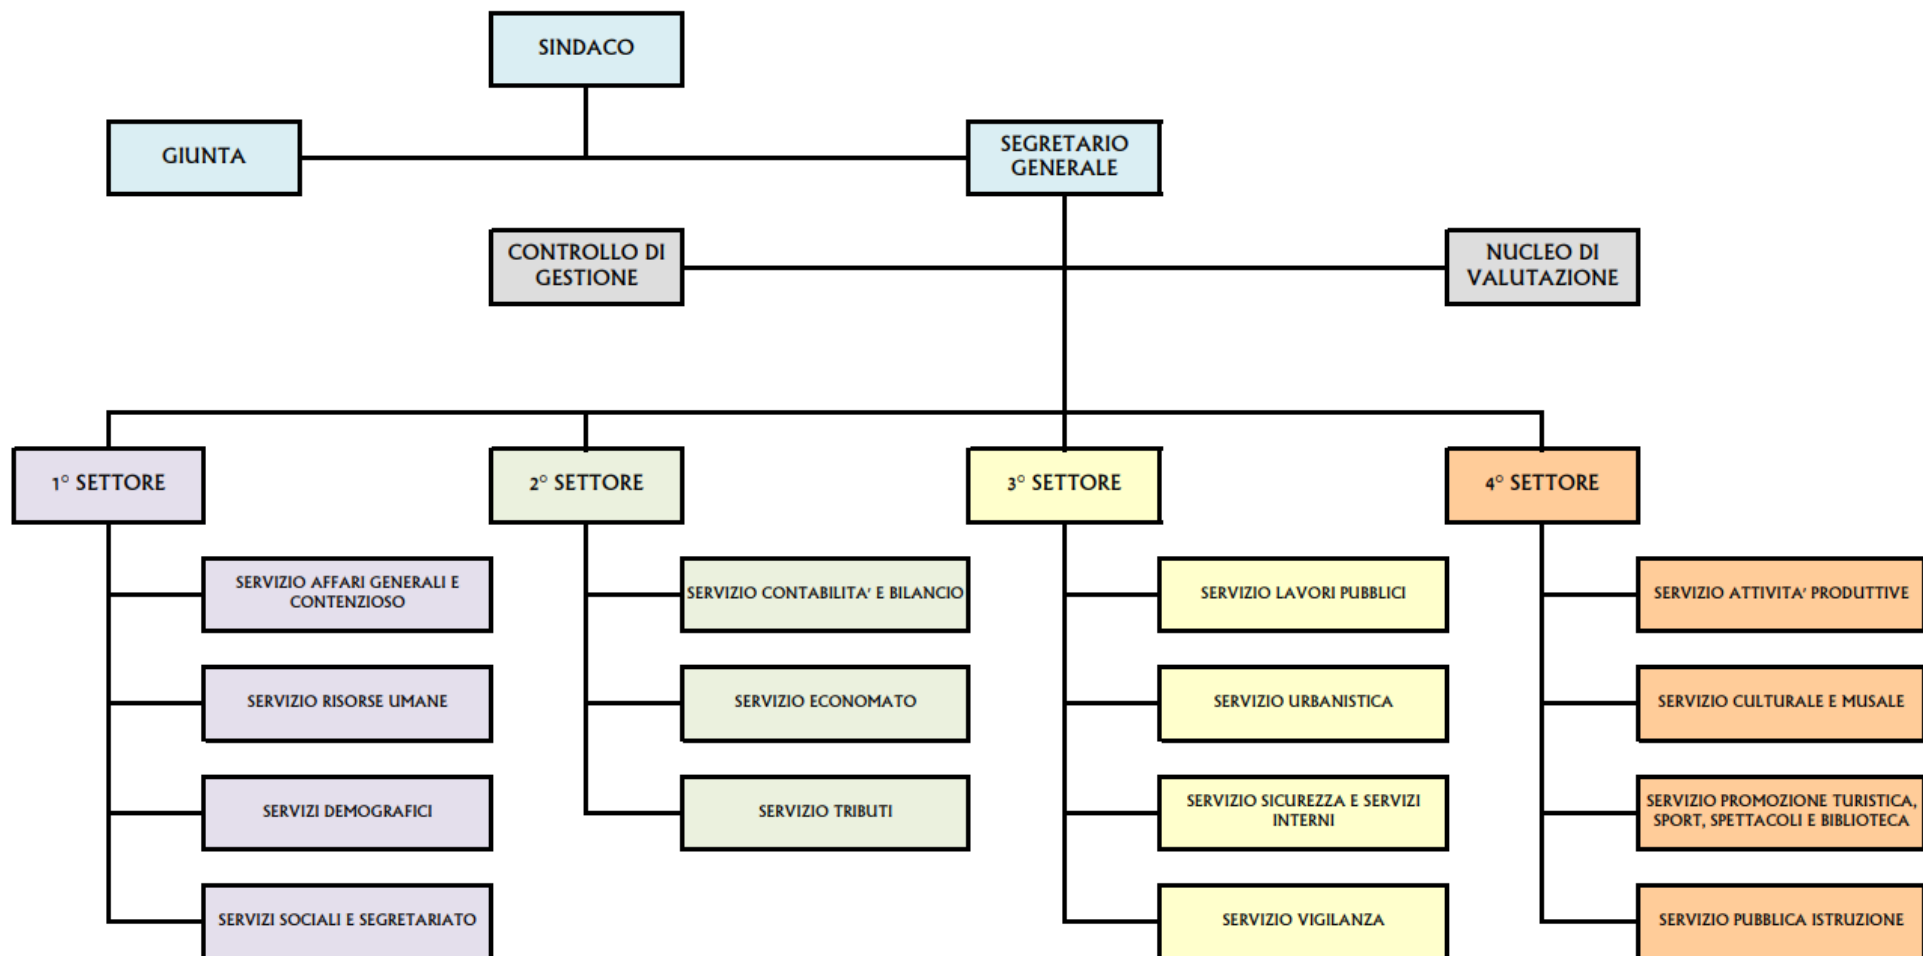 SINDACO
GIUNTA
SEGRETARIO
GENERALE
CONTROLLO DI
GESTIONE
NUCLEO DI
VALUTAZIONE
1° SETTORE
2° SETTORE
3° SETTORE
4° SETTORE
SERVIZIO AFFARI GENERALI E
CONTENZIOSO
SERVIZIO CONTABILITA' E BILANCIO
SERVIZIO LAVORI PUBBLICI
SERVIZIO ATTIVITA' PRODUTTIVE
SERVIZIO RISORSE UMANE
SERVIZIO ECONOMATO
SERVIZIO URBANISTICA
SERVIZIO CULTURALE E MUSALE
SERVIZI DEMOGRAFICI
SERVIZIO TRIBUTI
SERVIZIO SICUREZZA E SERVIZI
INTERNI
SERVIZIO PROMOZIONE TURISTICA,
SPORT, SPETTACOLI E BIBLIOTECA
SERVIZI SOCIALI E SEGRETARIATO
SERVIZIO VIGILANZA
SERVIZIO PUBBLICA ISTRUZIONE